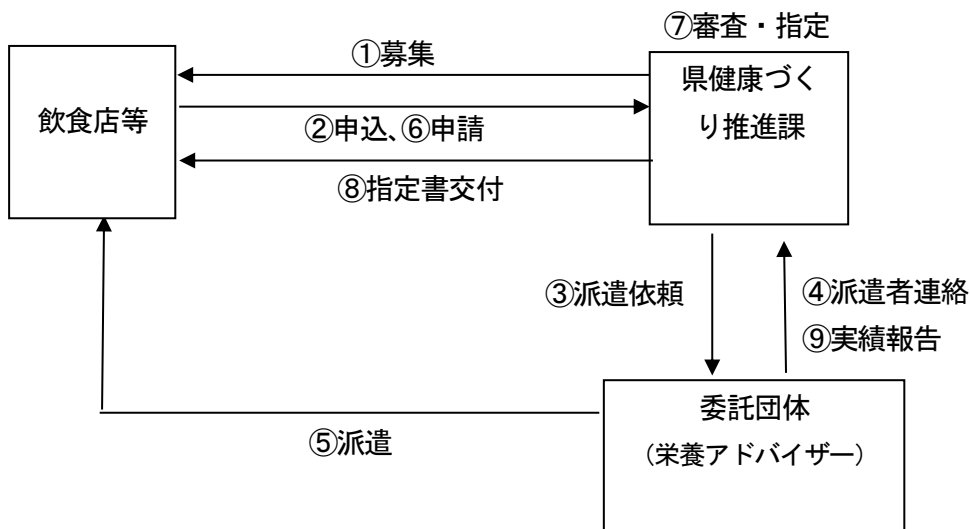 ⑦審査・指定
①募集
飲食店等
県健康づく
り推進課
②申込、⑥申請
⑧指定書交付
③派遣依頼
④派遣者連絡
⑨実績報告
委託団体
（栄養アドバイザー）
⑤派遣